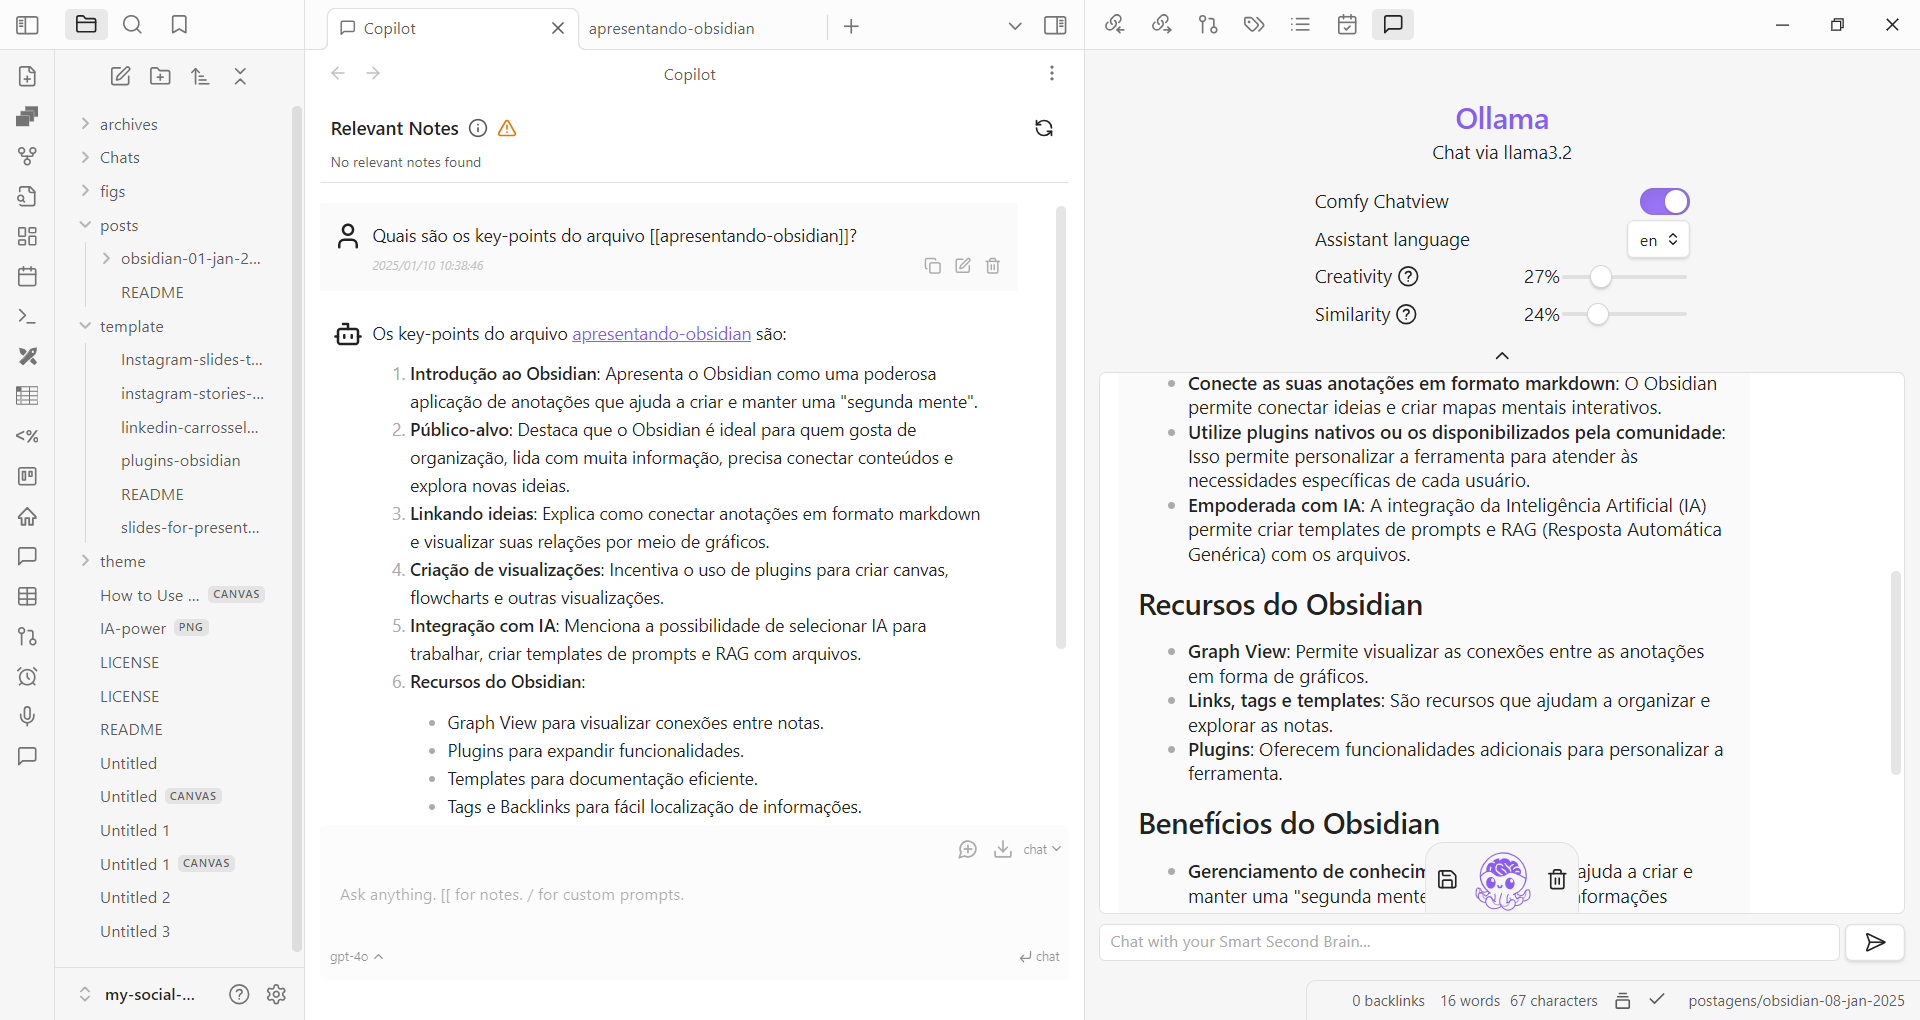 Copilot
apresentando-obsidian
archives
Chats
figs
posts
obsidian-01-jan-2...
README
template
Instagram-slides-t...
instagram-stories-...
linkedin-carrossel...
plugins-obsidian
README
slides-for-present...
theme
How to Use ... CANVAS
IA-power PNG
LICENSE
LICENSE
README
Untitled
Untitled CANVAS
Untitled 1
Untitled 1 CANVAS
Untitled 2
Untitled 3
my-social-...
Copilot
Relevant Notes
No relevant notes found
Quais são os key-points do arquivo [[apresentando-obsidian]]?
2025/01/10 10:38:46
Os key-points do arquivo apresentando-obsidian são:
1. Introdução ao Obsidian: Apresenta o Obsidian como uma poderosa
aplicação de anotações que ajuda a criar e manter uma "segunda mente".
2. Público-alvo: Destaca que o Obsidian é ideal para quem gosta de
organização, lida com muita informação, precisa conectar conteúdos e
explora novas ideias.
3. Linkando ideias: Explica como conectar anotações em formato markdown
e visualizar suas relações por meio de gráficos.
4. Criação de visualizações: Incentiva o uso de plugins para criar canvas,
flowcharts e outras visualizações.
5. Integração com IA: Menciona a possibilidade de selecionar IA para
trabalhar, criar templates de prompts e RAG com arquivos.
6. Recursos do Obsidian:
Graph View para visualizar conexões entre notas.
Plugins para expandir funcionalidades.
Templates para documentação eficiente.
Tags e Backlinks para fácil localização de informações.
chat
Ask anything. [[ for notes. / for custom prompts.
gpt-4o
chat
Ollama
Chat via llama3.2
Comfy Chatview
Assistant language en
Creativity 27%
Similarity 24%
Conecte as suas anotações em formato markdown: O Obsidian
permite conectar ideias e criar mapas mentais interativos.
Utilize plugins nativos ou os disponibilizados pela comunidade:
Isso permite personalizar a ferramenta para atender às
necessidades específicas de cada usuário.
Empoderada com IA: A integração da Inteligência Artificial (IA)
permite criar templates de prompts e RAG (Resposta Automática
Genérica) com os arquivos.
Recursos do Obsidian
Graph View: Permite visualizar as conexões entre as anotações
em forma de gráficos.
Links, tags e templates: São recursos que ajudam a organizar e
explorar as notas.
Plugins: Oferecem funcionalidades adicionais para personalizar a
ferramenta.
Benefícios do Obsidian
Gerenciamento de ajuda a criar e
manter uma "segunda
Chat with your Smart Second Brain...
0 backlinks 16 words 67 characters postagens/obsidian-08-jan-2025